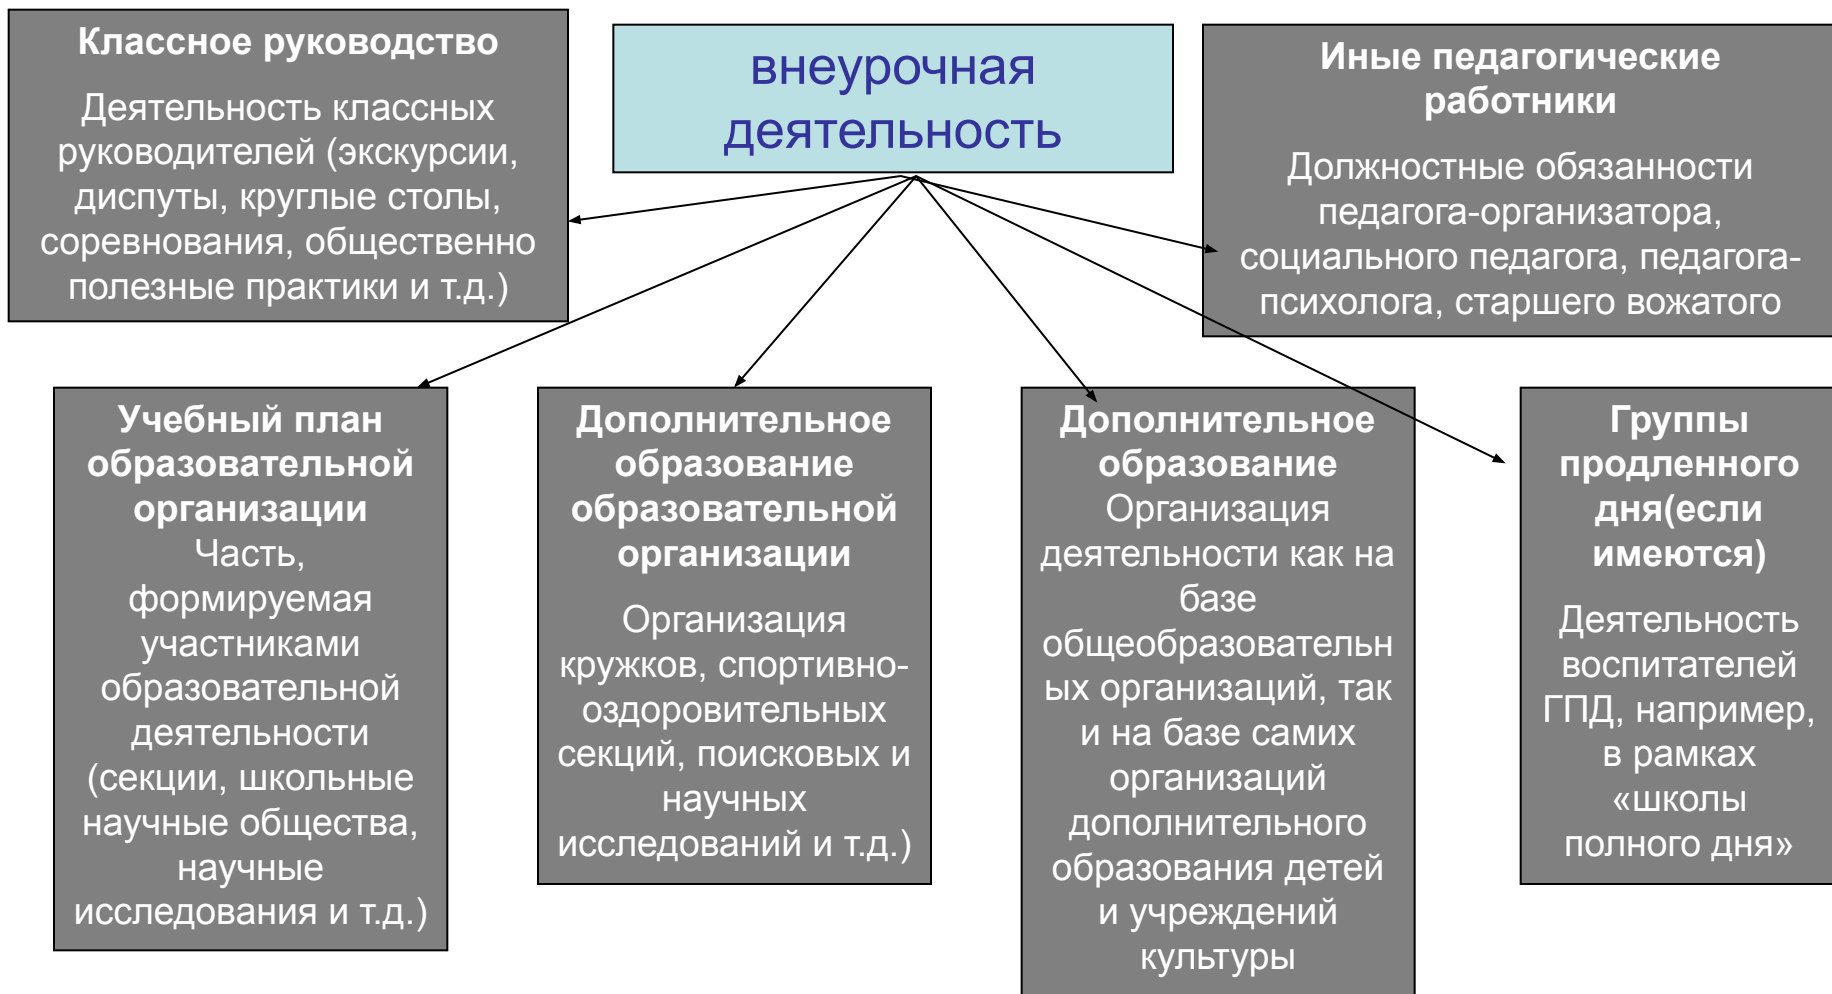 Классное руководство
Деятельность классных
руководителей (экскурсии,
диспуты, круглые столы,
соревнования, общественно
полезные практики и т.д.)
внеурочная
деятельность
Иные педагогические
работники
Должностные обязанности
педагога-организатора,
социального педагога, педагога-
психолога, старшего вожатого
Учебный план
образовательной
организации
Часть,
формируемая
участниками
образовательной
деятельности
(секции, школьные
научные общества,
научные
исследования и т.д.)
Дополнительное
образование
образовательной
организации
Организация
кружков, спортивно-
оздоровительных
секций, поисковых и
научных
исследований и т.д.)
Дополнительное
образование
Организация
деятельности как на
базе
общеобразовательн
ых организаций, так
и на базе самих
организаций
дополнительного
образования детей
и учреждений
культуры
Группы
продленного
дня(если
имеются)
Деятельность
воспитателей
ГПД, например,
в рамках
«школы
полного дня»